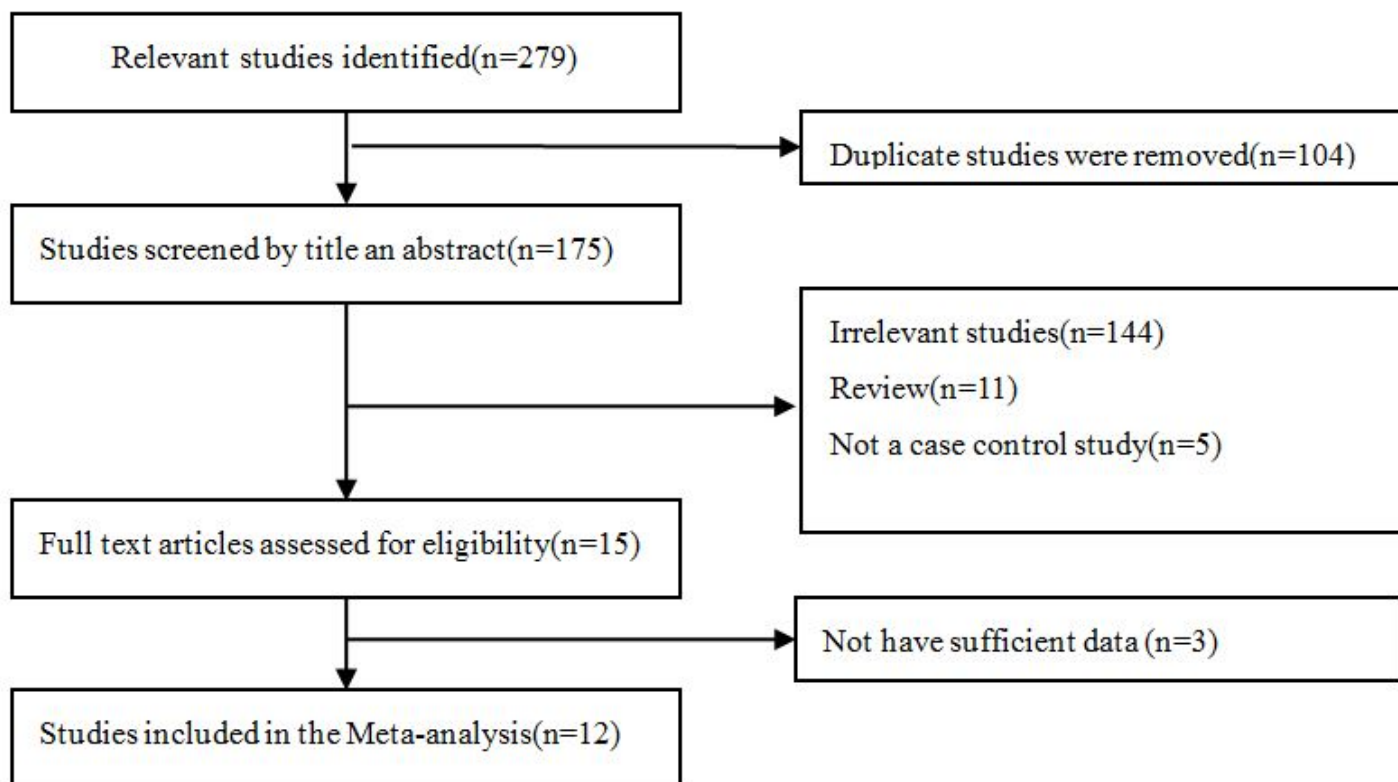 Relevant studies identified(n=279)
Duplicate studies were removed(n=104)
Studies screened by title an abstract(n=175)
Irrelevant studies(n=144)
Review(n=11)
Not a case control study(n=5)
Full text articles assessed for eligibility(n=15)
Not have sufficient data (n=3)
Studies included in the Meta-analysis(n=12)